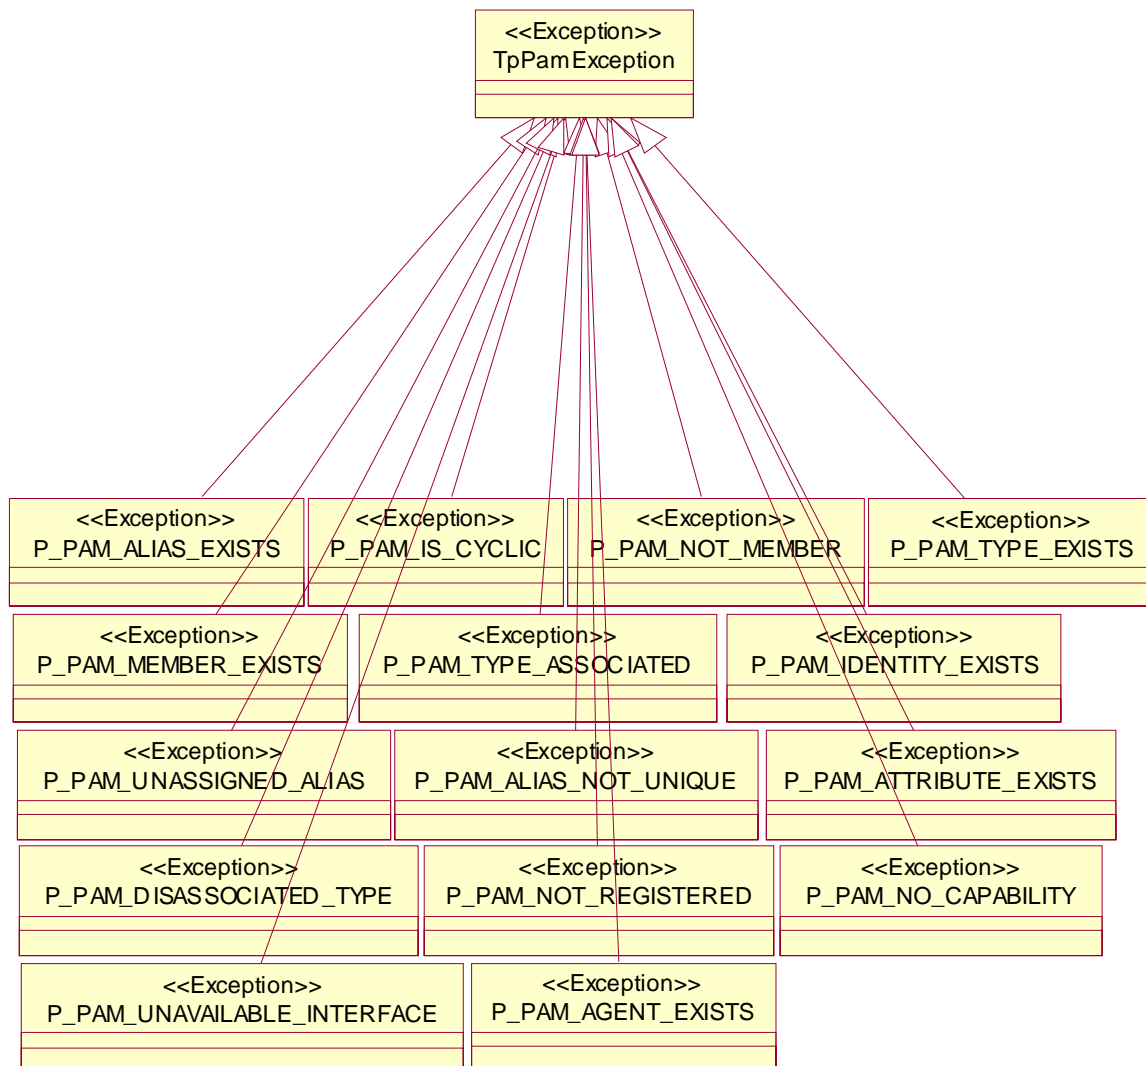 <<Exception>>
TpPamException
<<Exception>>
P_PAM_ALIAS_EXISTS
<<Exception>>
P_PAM_IS_CYCLIC
<<Exception>>
P_PAM_NOT_MEMBER
<<Exception>>
P_PAM_TYPE_EXISTS
<<Exception>>
P_PAM_MEMBER_EXISTS
<<Exception>>
P_PAM_TYPE_ASSOCIATED
<<Exception>>
P_PAM_IDENTITY_EXISTS
<<Exception>>
P_PAM_UNASSIGNED_ALIAS
<<Exception>>
P_PAM_ALIAS_NOT_UNIQUE
<<Exception>>
P_PAM_ATTRIBUTE_EXISTS
<<Exception>>
P_PAM_DISASSOCIATED_TYPE
<<Exception>>
P_PAM_NOT_REGISTERED
<<Exception>>
P_PAM_NO_CAPABILITY
<<Exception>>
P_PAM_UNAVAILABLE_INTERFACE
<<Exception>>
P_PAM_AGENT_EXISTS